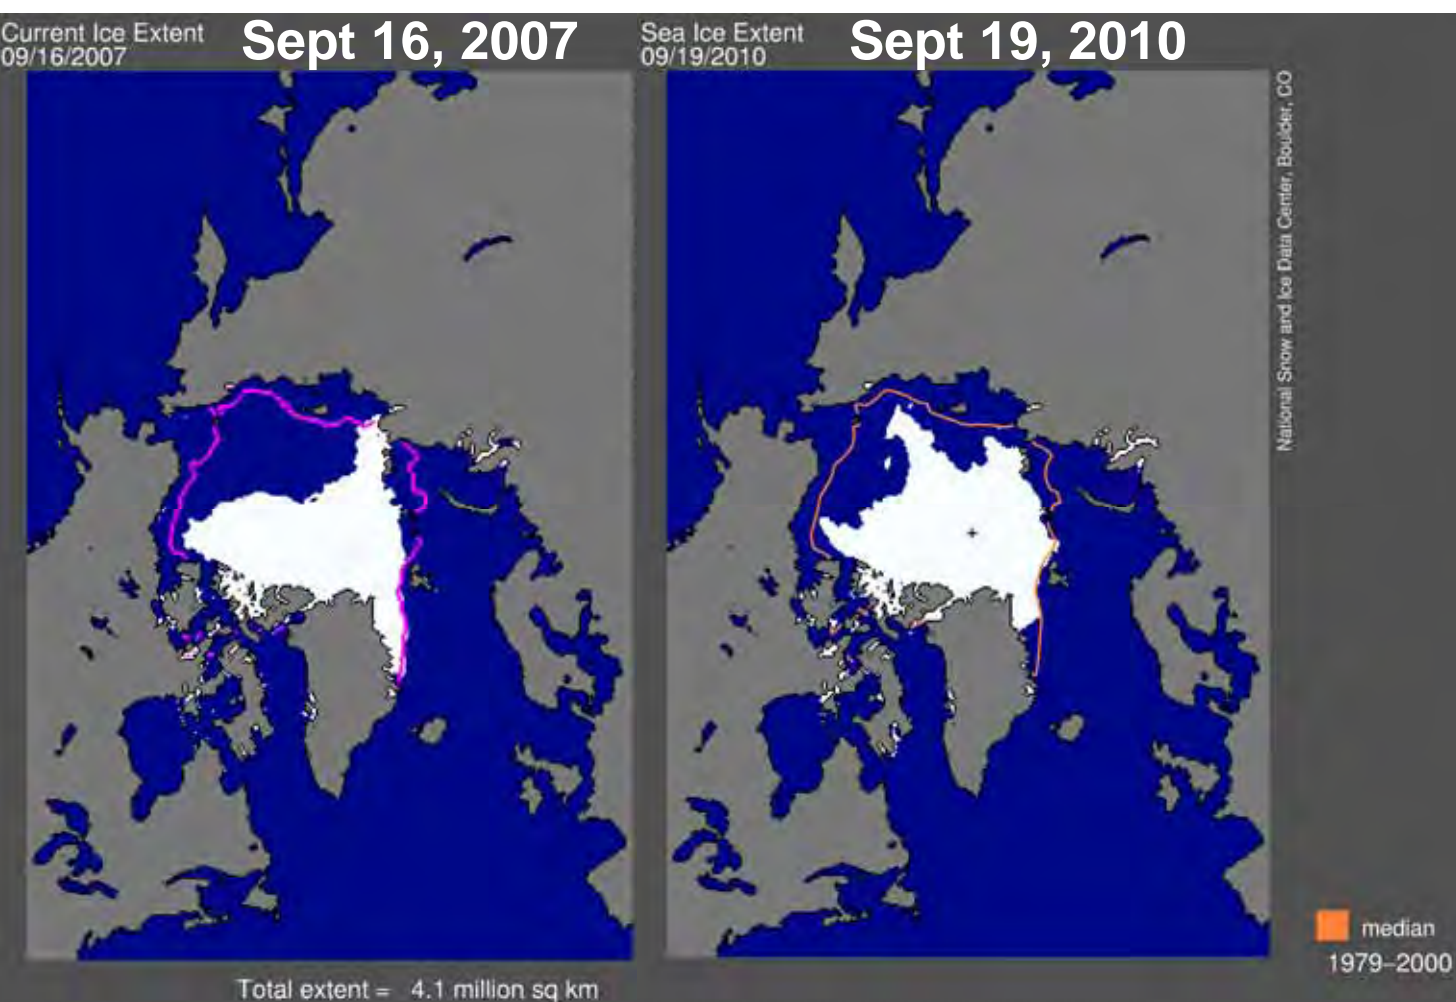 Current Ice Extent
09/16/2007
Sept 16, 2007
Sea Ice Extent
09/19/2010
Sept 19, 2010
National Snow and Ice Data Center, Boulder, CO
median
1979–2000
Total extent = 4.1 million sq km